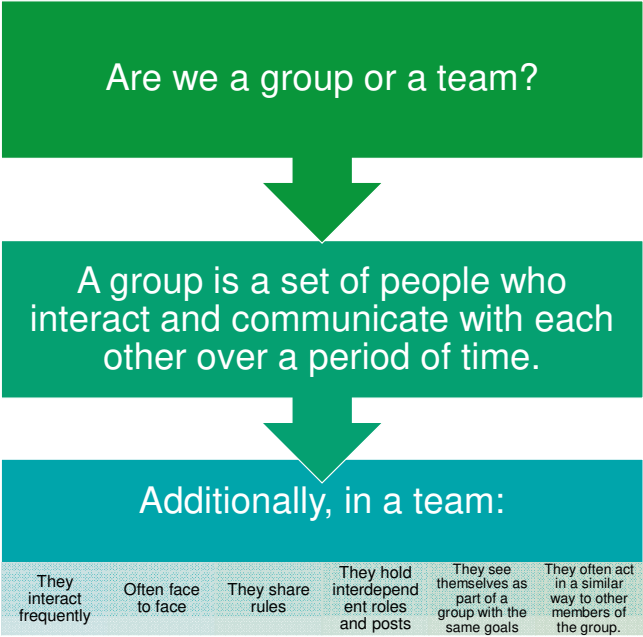 Are we a group or a team?
A group is a set of people who
interact and communicate with each
other over a period of time.
Additionally, in a team:
They
interact
frequently
Often face
to face
They share
rules
They hold
interdepend
ent roles
and posts
They see
themselves as
part of a
group with the
same goals
They often act
in a similar
way to other
members of
the group.